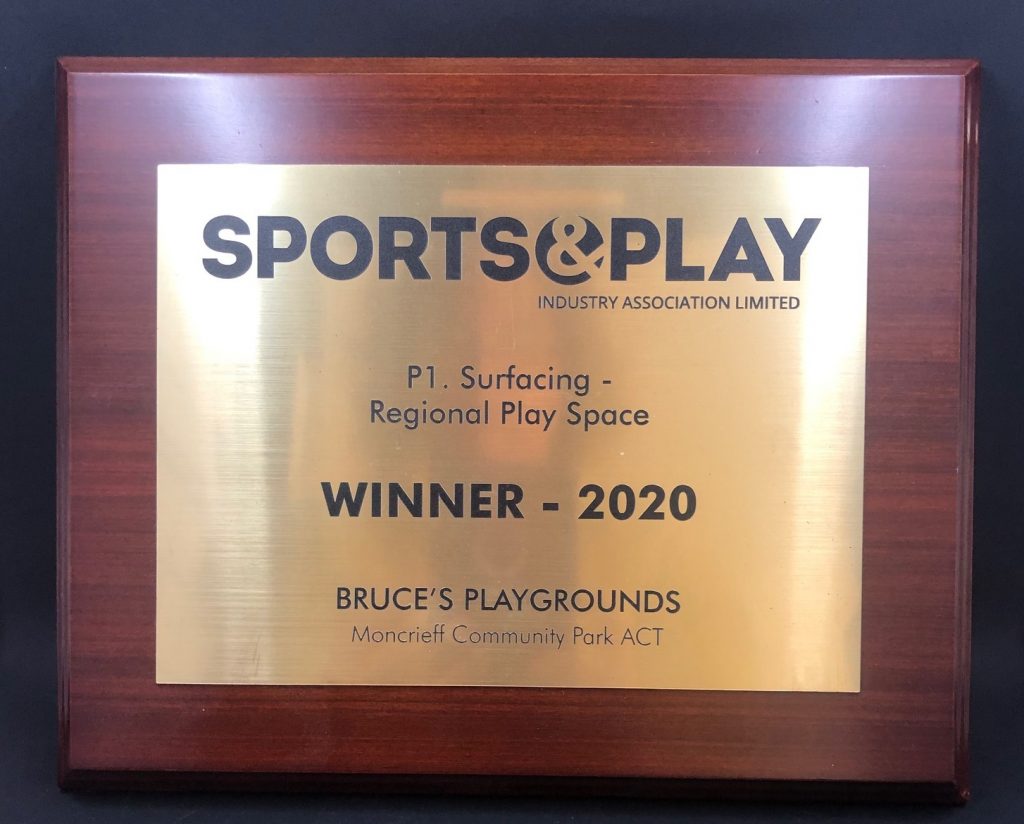 SPORTS&PLAY
INDUSTRY ASSOCIATION LIMITED
P1. Surfacing -
Regional Play Space
WINNER - 2020
BRUCE'S PLAYGROUNDS
Moncrieff Community Park ACT